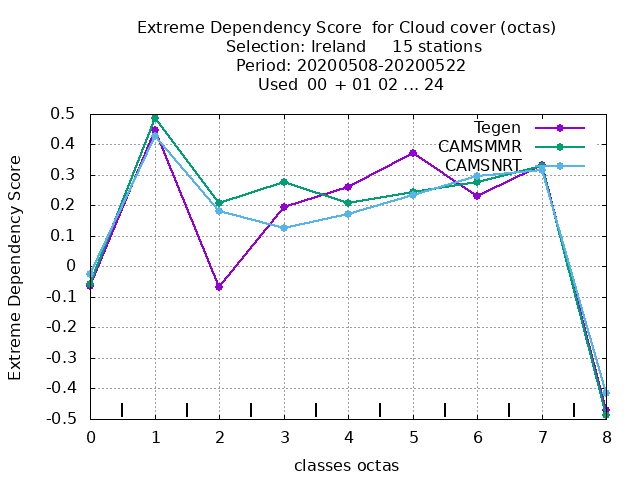 Extreme Dependency Score  for Cloud cover (octas)
Selection: Ireland     15 stations
Period: 20200508-20200522
Used  00  + 01 02 ... 24
Extreme Dependency Score
0.5
0.4
0.3
0.2
0.1
0
-0.1
-0.2
-0.3
-0.4
-0.5
Tegen
CAMSMMR
CAMSNRT
0 1 2 3 4 5 6 7 8
classes octas